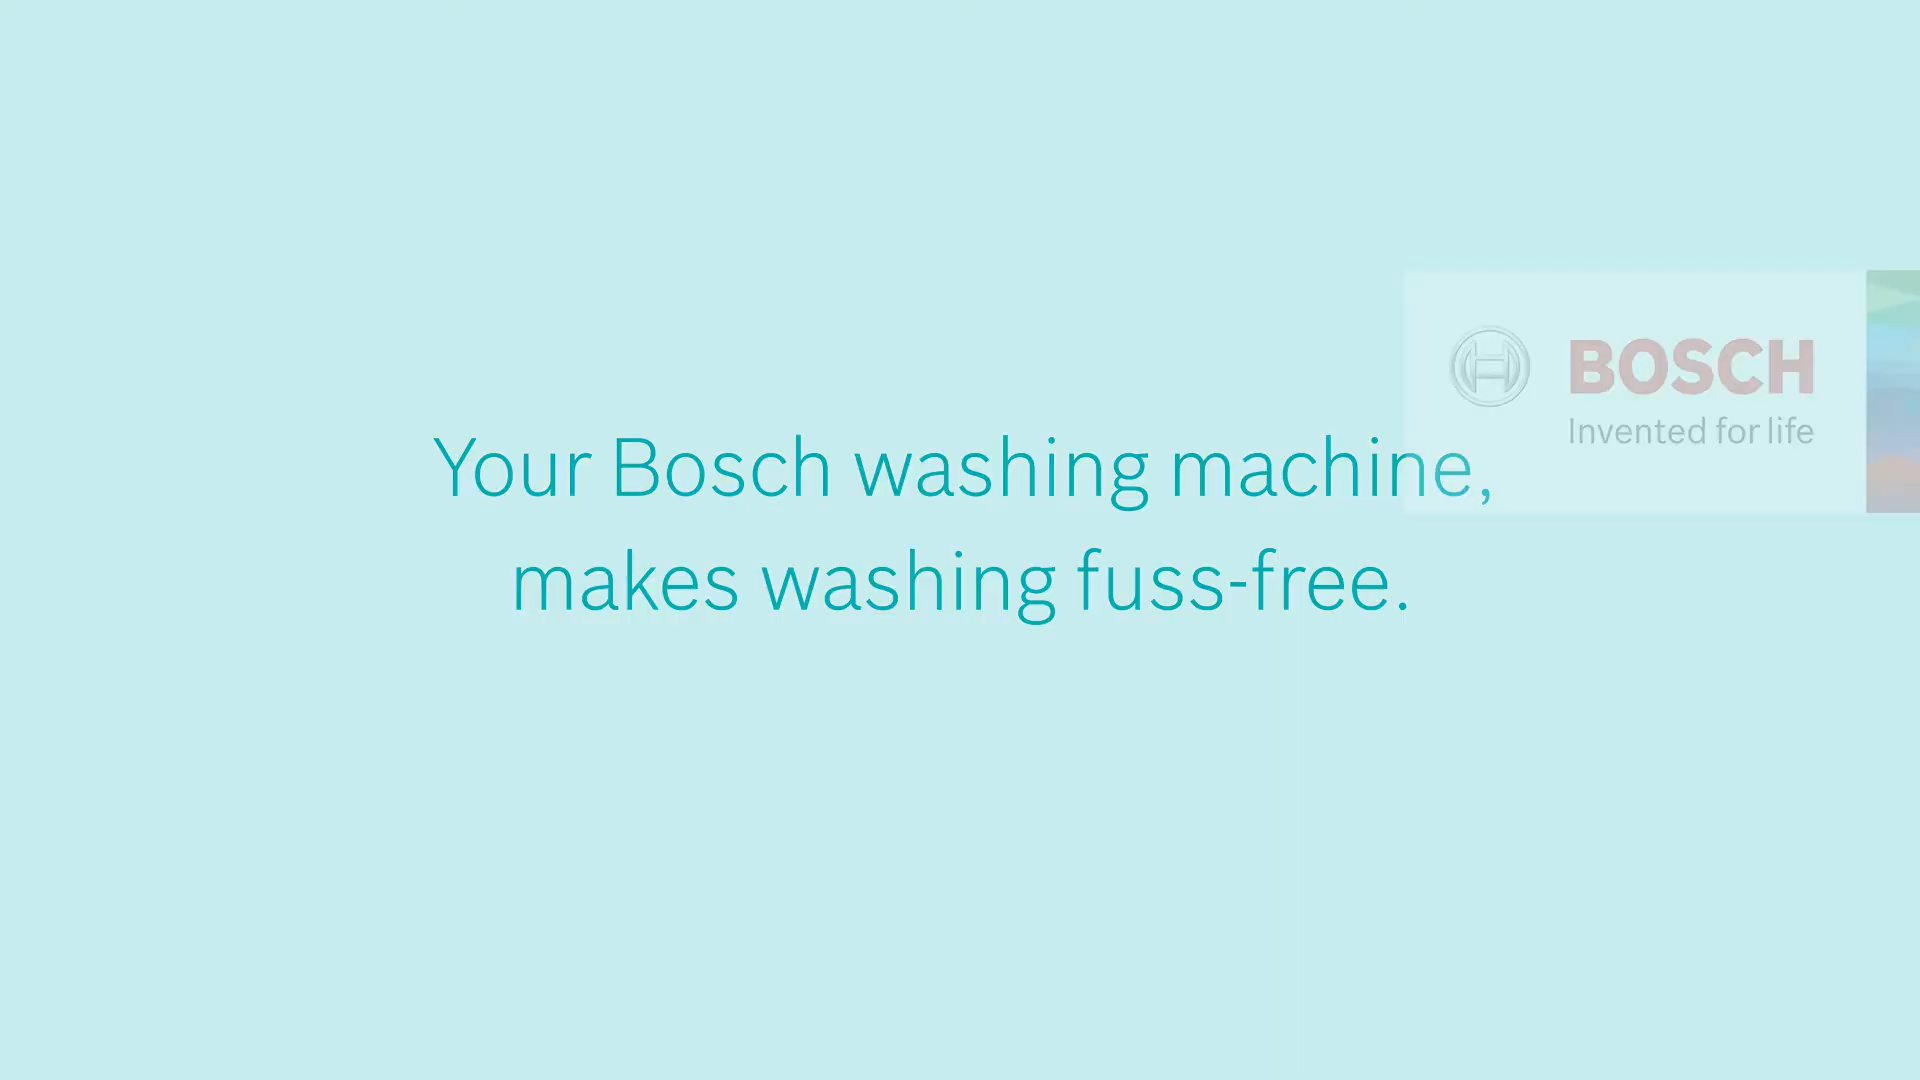 BOSCH
Invented for life
Your Bosch washing machine,
makes washing fuss-free.